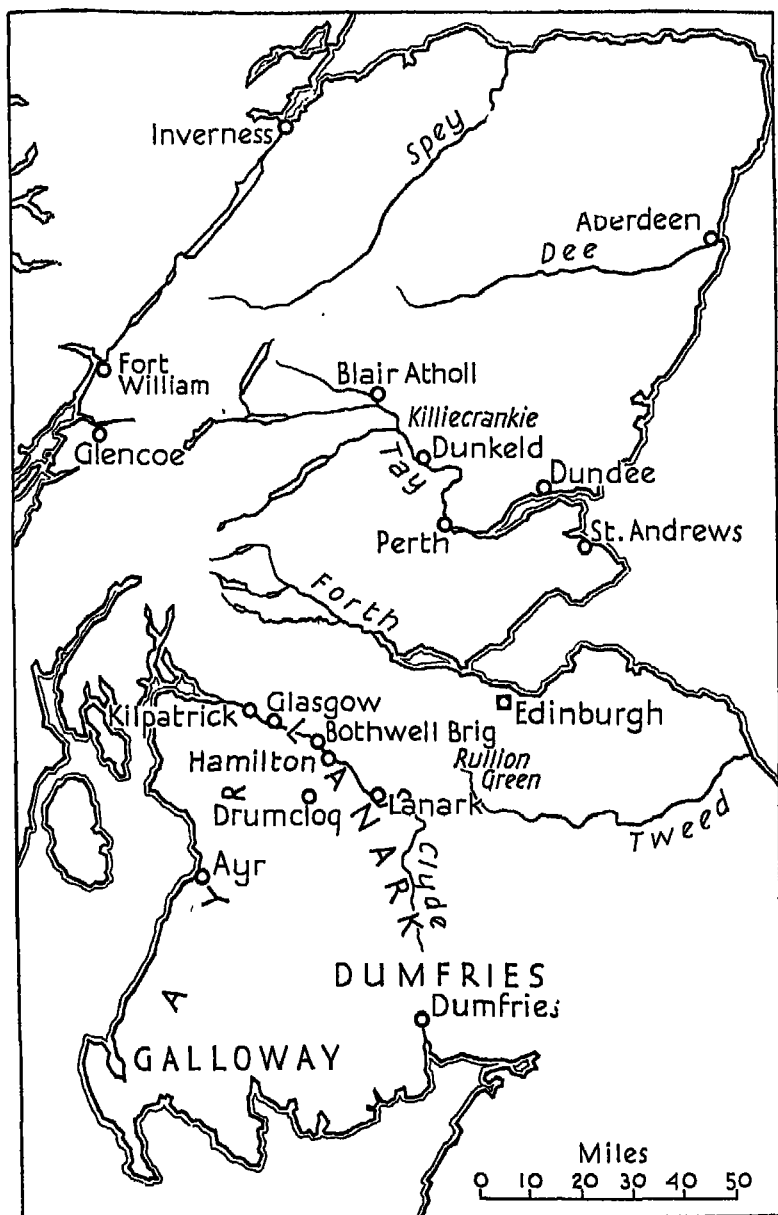 Inverness
Spey
Aberdeen
Dee
Fort
William
Blair Atholl
Killiecrankie
Glencoe
Dunkeld
Tay
Dundee
Perth
St. Andrews
Forth
Kilpatrick
Glasgow
Edinburgh
Bothwell Brig
Hamilton
Rullion
Green
Drumclog
Lanark
LANARK
Tweed
Clyde
Ayr
AYR
DUMFRIES
Dumfries
GALLOWAY
Miles
0 10 20 30 40 50